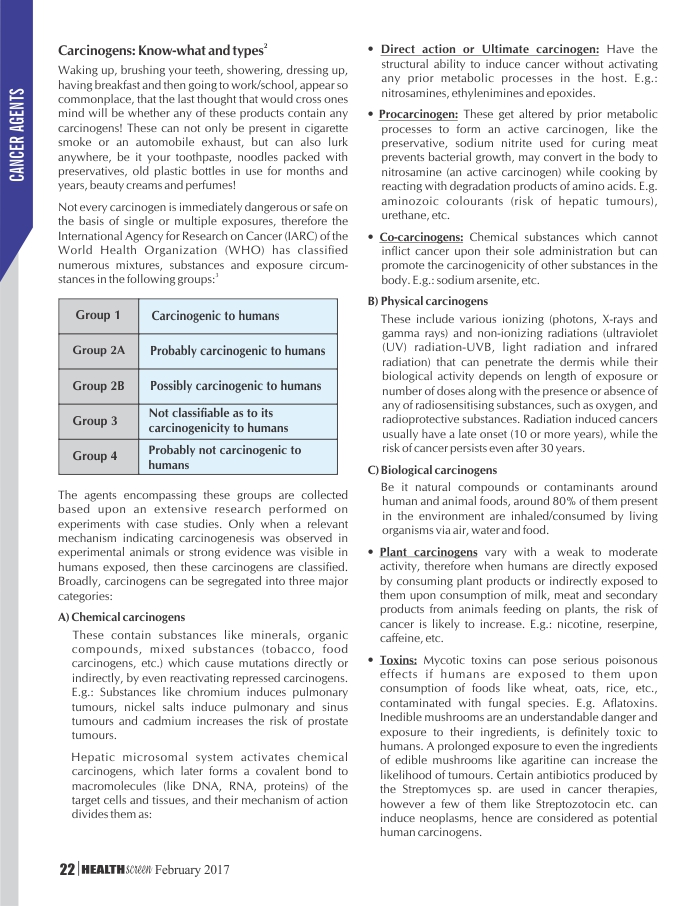 CANCER AGENTS
Carcinogens: Know-what and types2
Waking up, brushing your teeth, showering, dressing up,
having breakfast and then going to work/school, appear so
commonplace, that the last thought that would cross ones
mind will be whether any of these products contain any
carcinogens! These can not only be present in cigarette
smoke or an automobile exhaust, but can also lurk
anywhere, be it your toothpaste, noodles packed with
preservatives, old plastic bottles in use for months and
years, beauty creams and perfumes!
Not every carcinogen is immediately dangerous or safe on
the basis of single or multiple exposures, therefore the
International Agency for Research on Cancer (IARC) of the
World Health Organization (WHO) has classified
numerous mixtures, substances and exposure circum-
stances in the following groups:3
Group 1 Carcinogenic to humans
Group 2A Probably carcinogenic to humans
Group 2B Possibly carcinogenic to humans
Group 3 Not classifiable as to its
carcinogenicity to humans
Group 4 Probably not carcinogenic to
humans
The agents encompassing these groups are collected
based upon an extensive research performed on
experiments with case studies. Only when a relevant
mechanism indicating carcinogenesis was observed in
experimental animals or strong evidence was visible in
humans exposed, then these carcinogens are classified.
Broadly, carcinogens can be segregated into three major
categories:
A) Chemical carcinogens
These contain substances like minerals, organic
compounds, mixed substances (tobacco, food
carcinogens, etc.) which cause mutations directly or
indirectly, by even reactivating repressed carcinogens.
E.g.: Substances like chromium induces pulmonary
tumours, nickel salts induce pulmonary and sinus
tumours and cadmium increases the risk of prostate
tumours.
Hepatic microsomal system activates chemical
carcinogens, which later forms a covalent bond to
macromolecules (like DNA, RNA, proteins) of the
target cells and tissues, and their mechanism of action
divides them as:
• Direct action or Ultimate carcinogen: Have the
structural ability to induce cancer without activating
any prior metabolic processes in the host. E.g.:
nitrosamines, ethylenimines and epoxides.
• Procarcinogen: These get altered by prior metabolic
processes to form an active carcinogen, like the
preservative, sodium nitrite used for curing meat
prevents bacterial growth, may convert in the body to
nitrosamine (an active carcinogen) while cooking by
reacting with degradation products of amino acids. E.g.
aminozoic colourants (risk of hepatic tumours),
urethane, etc.
• Co-carcinogens: Chemical substances which cannot
inflict cancer upon their sole administration but can
promote the carcinogenicity of other substances in the
body. E.g.: sodium arsenite, etc.
B) Physical carcinogens
These include various ionizing (photons, X-rays and
gamma rays) and non-ionizing radiations (ultraviolet
(UV) radiation-UVB, light radiation and infrared
radiation) that can penetrate the dermis while their
biological activity depends on length of exposure or
number of doses along with the presence or absence of
any of radiosensitising substances, such as oxygen, and
radioprotective substances. Radiation induced cancers
usually have a late onset (10 or more years), while the
risk of cancer persists even after 30 years.
C) Biological carcinogens
Be it natural compounds or contaminants around
human and animal foods, around 80% of them present
in the environment are inhaled/consumed by living
organisms via air, water and food.
• Plant carcinogens vary with a weak to moderate
activity, therefore when humans are directly exposed
by consuming plant products or indirectly exposed to
them upon consumption of milk, meat and secondary
products from animals feeding on plants, the risk of
cancer is likely to increase. E.g.: nicotine, reserpine,
caffeine, etc.
• Toxins: Mycotic toxins can pose serious poisonous
effects if humans are exposed to them upon
consumption of foods like wheat, oats, rice, etc.,
contaminated with fungal species. E.g. Aflatoxins.
Inedible mushrooms are an understandable danger and
exposure to their ingredients, is definitely toxic to
humans. A prolonged exposure to even the ingredients
of edible mushrooms like agaritine can increase the
likelihood of tumours. Certain antibiotics produced by
the Streptomyces sp. are used in cancer therapies,
however a few of them like Streptozotocin etc. can
induce neoplasms, hence are considered as potential
human carcinogens.
22 HEALTHscreen February 2017